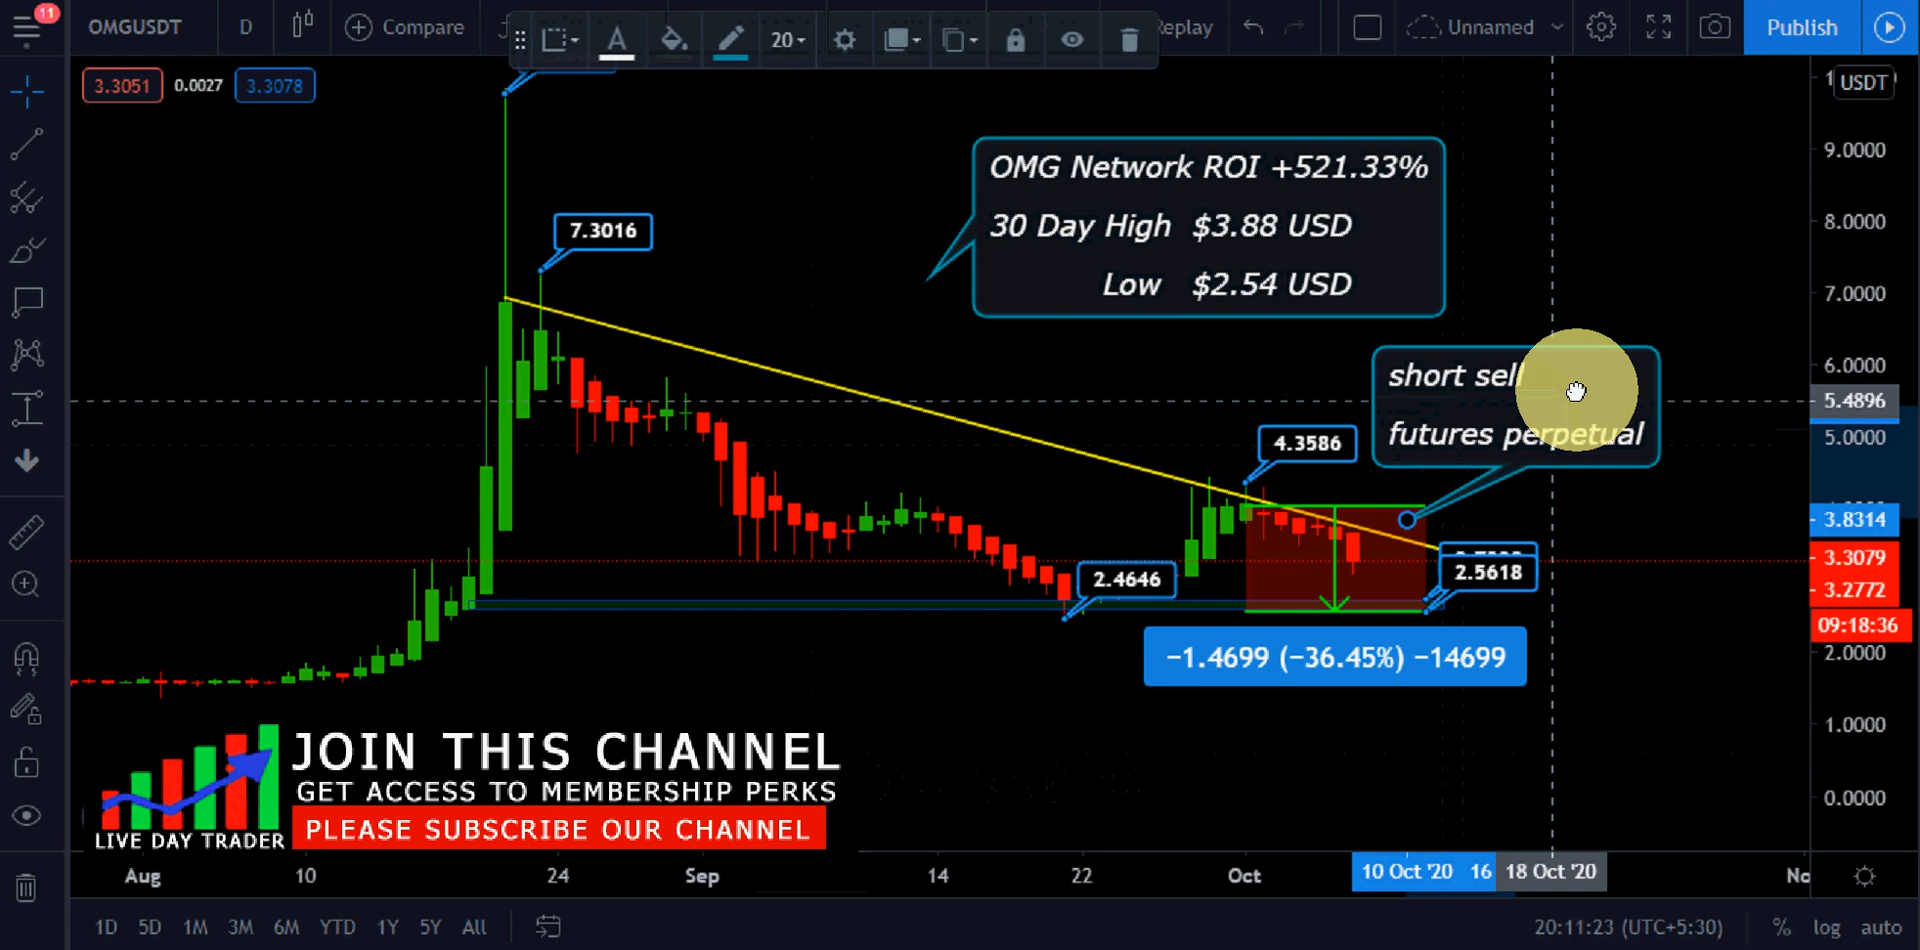 11
OMGUSDT
D
Compare
20
Replay
Unnamed
Publish
3.3051
0.0027
3.3078
USDT
OMG Network ROI +521.33%
30 Day High $3.88 USD
Low $2.54 USD
7.3016
short sell
futures perpetual
4.3586
2.4646
2.5618
−1.4699 (−36.45%) −14699
9.0000
8.0000
7.0000
6.0000
5.4896
5.0000
3.8314
3.3079
3.2772
09:18:36
2.0000
1.0000
0.0000
JOIN THIS CHANNEL
GET ACCESS TO MEMBERSHIP PERKS
PLEASE SUBSCRIBE OUR CHANNEL
LIVE DAY TRADER
Aug
10
24
Sep
14
22
Oct
10 Oct '20
16
18 Oct '20
1D 5D 1M 3M 6M YTD 1Y 5Y All
20:11:23 (UTC+5:30)
%
log
auto